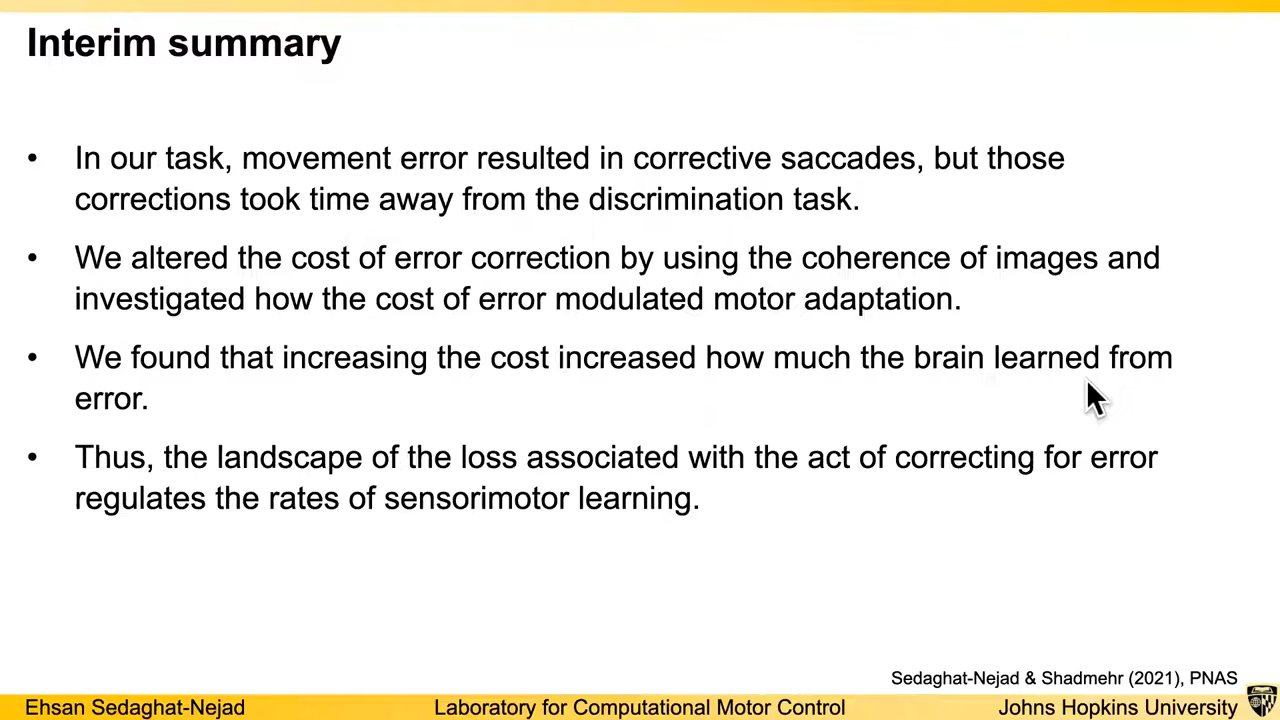 Interim summary
• In our task, movement error resulted in corrective saccades, but those
corrections took time away from the discrimination task.
• We altered the cost of error correction by using the coherence of images and
investigated how the cost of error modulated motor adaptation.
• We found that increasing the cost increased how much the brain learned from
error.
• Thus, the landscape of the loss associated with the act of correcting for error
regulates the rates of sensorimotor learning.
Sedaghat-Nejad & Shadmehr (2021), PNAS
Ehsan Sedaghat-Nejad Laboratory for Computational Motor Control Johns Hopkins University